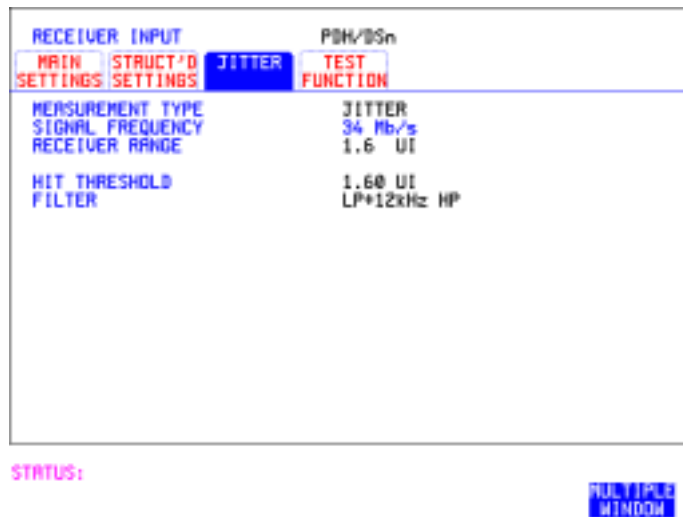 RECEIVER INPUT PDH/DSn
MAIN SETTINGS STRUCT'D SETTINGS JITTER TEST FUNCTION
MEASUREMENT TYPE JITTER
SIGNAL FREQUENCY 34 Mb/s
RECEIVER RANGE 1.6 UI
HIT THRESHOLD 1.60 UI
FILTER LP+12kHz HP
STATUS:
MULTIPLE
WINDOW